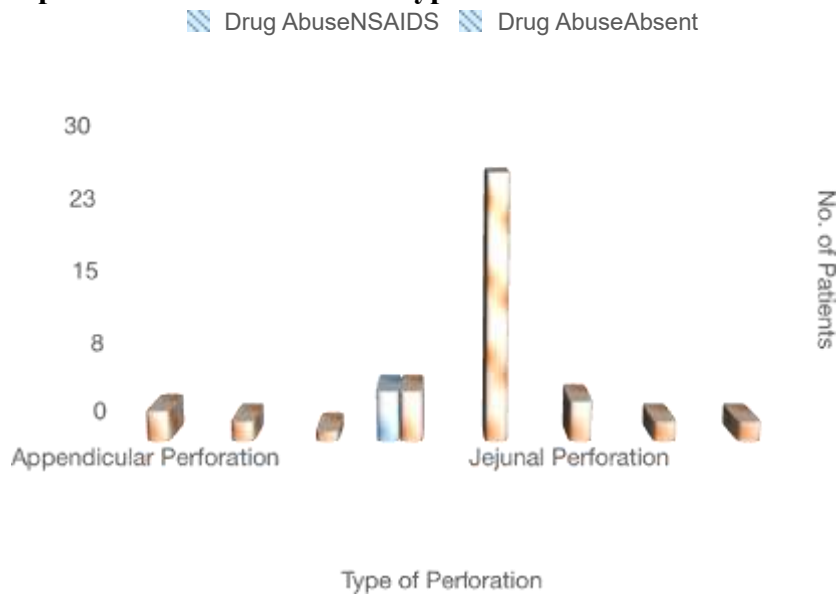 Drug AbuseNSAIDS Drug AbuseAbsent
30
23
15
8
0
No. of Patients
Appendicular Perforation Jejunal Perforation
Type of Perforation